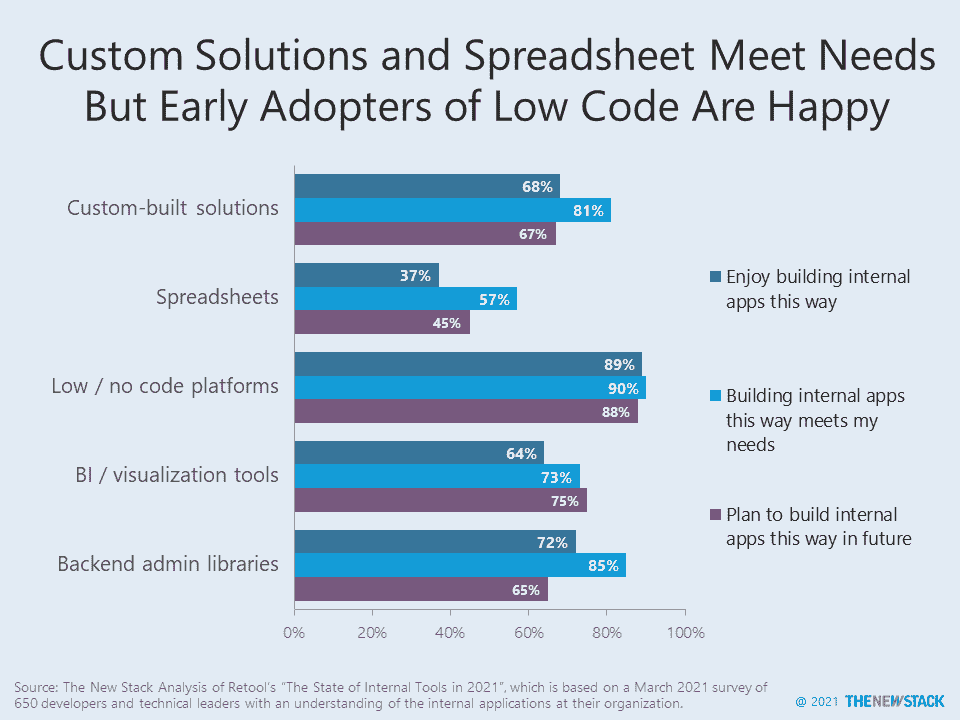 Custom Solutions and Spreadsheet Meet Needs
But Early Adopters of Low Code Are Happy
Custom-built solutions
68%
81%
67%
Spreadsheets
37%
57%
45%
Low / no code platforms
89%
90%
88%
BI / visualization tools
64%
73%
75%
Backend admin libraries
72%
85%
65%
0%
20%
40%
60%
80%
100%
Enjoy building internal
apps this way
Building internal apps
this way meets my
needs
Plan to build internal
apps this way in future
Source: The New Stack Analysis of Retool's “The State of Internal Tools in 2021”, which is based on a March 2021 survey of
650 developers and technical leaders with an understanding of the internal applications at their organization.
@ 2021 THENEWSTACK